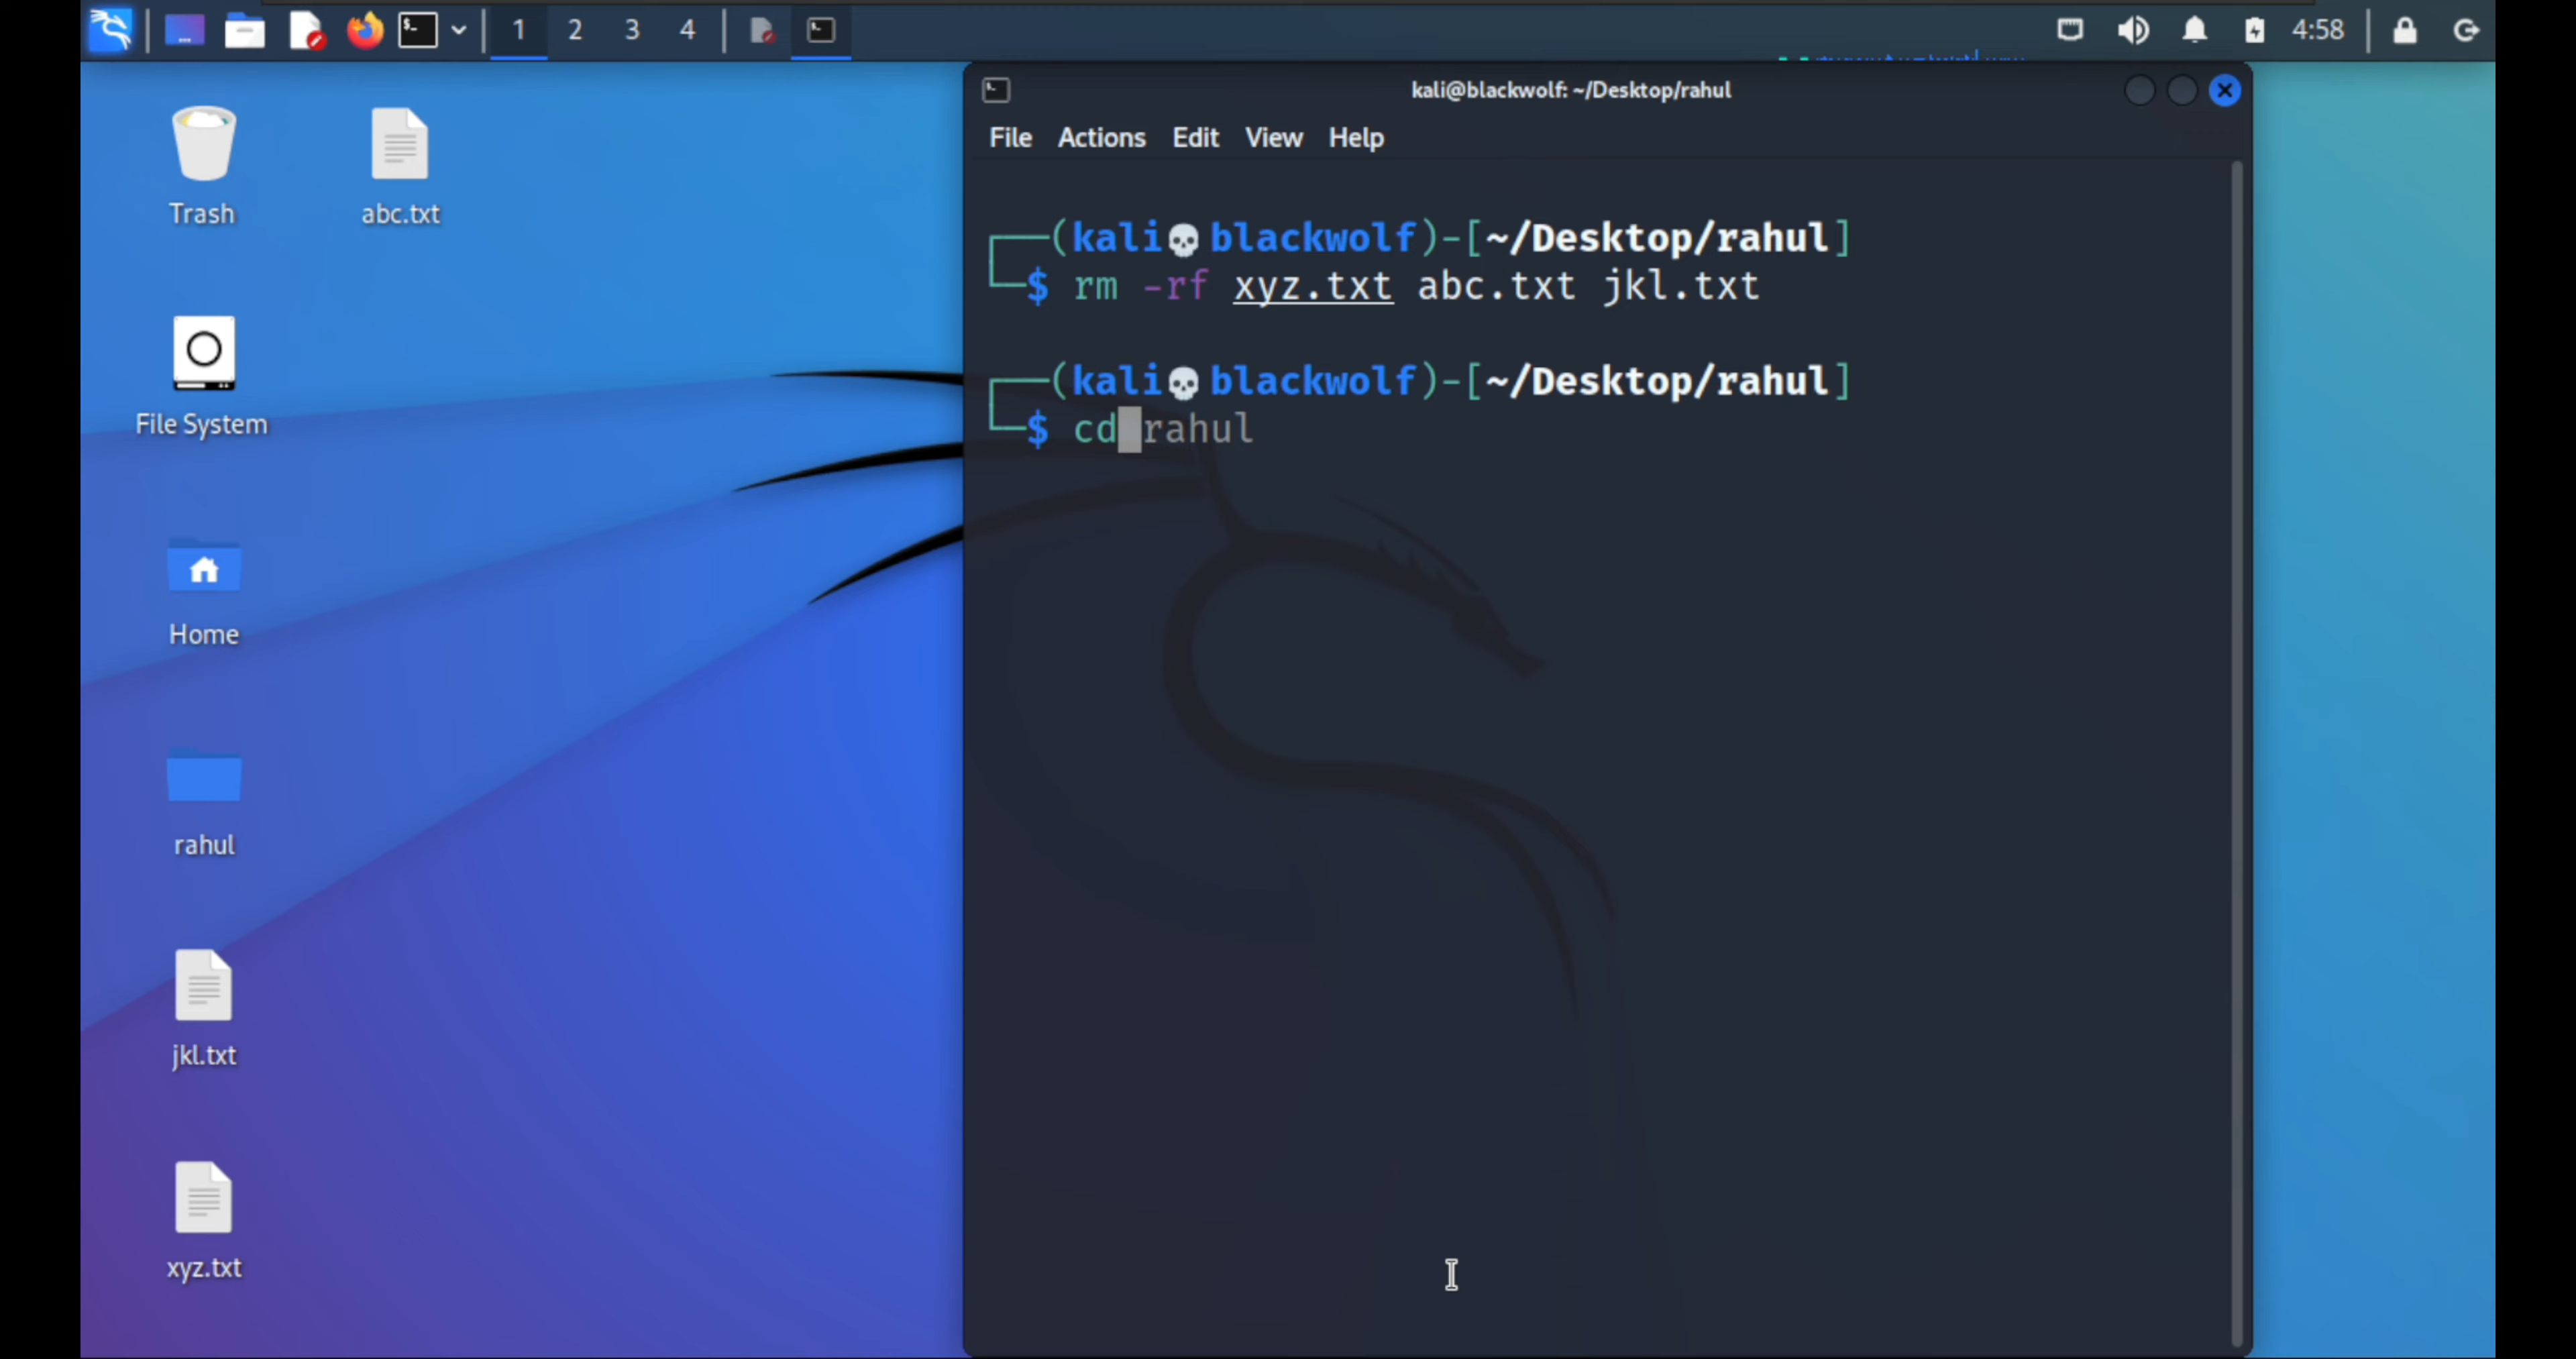 1 2 3 4
4:58
Trash
abc.txt
File System
Home
rahul
jkl.txt
xyz.txt
kali@blackwolf: ~/Desktop/rahul
File Actions Edit View Help
┌──(kali💀blackwolf)-[~/Desktop/rahul]
└─$ rm -rf xyz.txt abc.txt jkl.txt
┌──(kali💀blackwolf)-[~/Desktop/rahul]
└─$ cd rahul